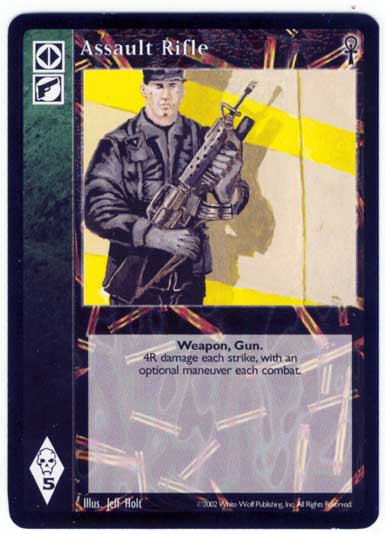 Assault Rifle
Weapon, Gun.
4R damage each strike, with an
optional maneuver each combat.
5
Illus. Jeff Holt
©2002 White Wolf Publishing, Inc. All Rights Reserved.